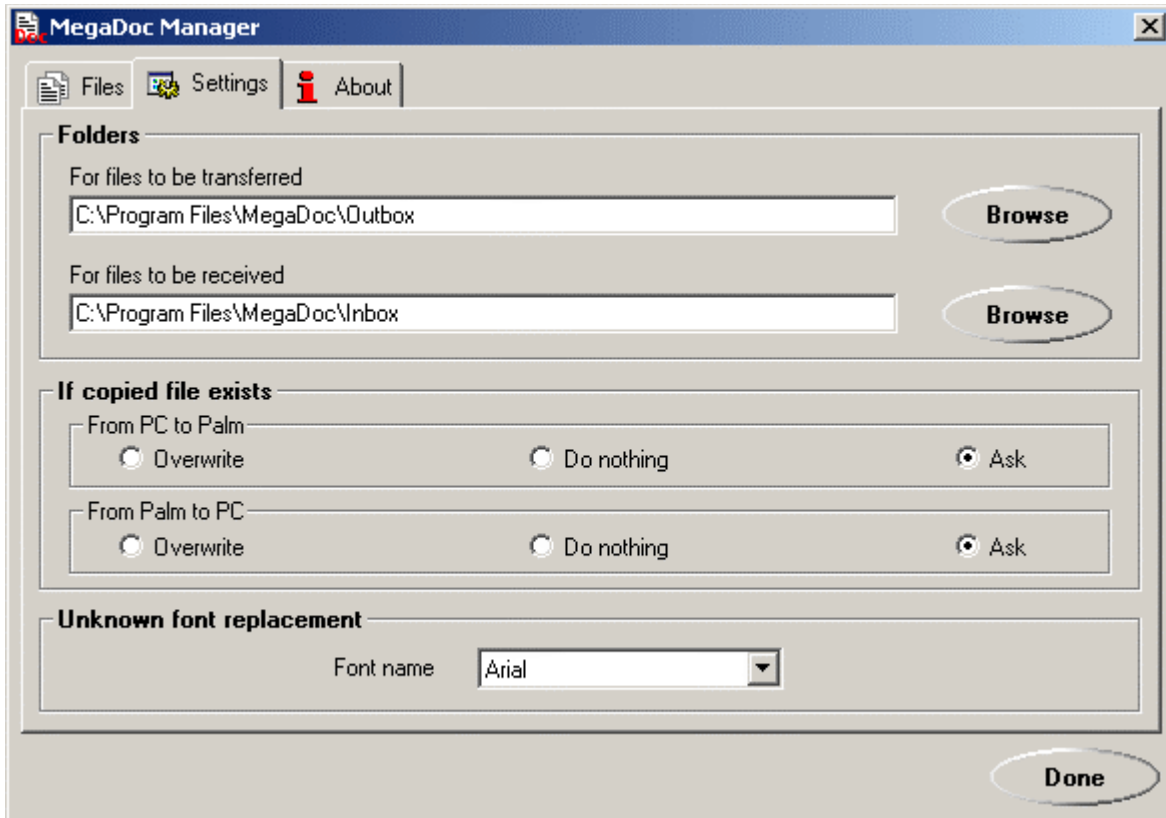 Doc MegaDoc Manager
Files Settings About
Folders
For files to be transferred
C:\Program Files\MegaDoc\Outbox
Browse
For files to be received
C:\Program Files\MegaDoc\Inbox
Browse
If copied file exists
From PC to Palm
Overwrite Do nothing Ask
From Palm to PC
Overwrite Do nothing Ask
Unknown font replacement
Font name Arial
Done